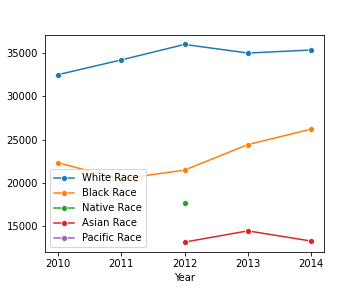 35000
30000
25000
20000
15000
White Race
Black Race
Native Race
Asian Race
Pacific Race
2010 2011 2012 2013 2014
Year